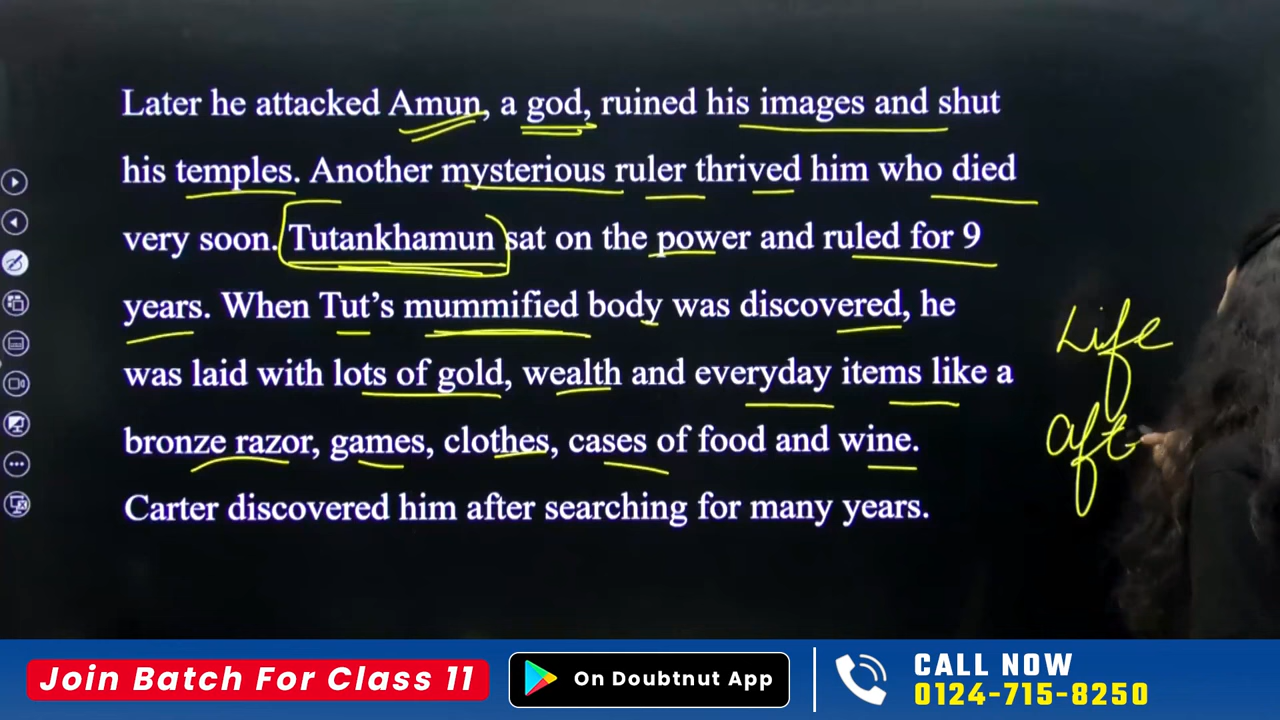 Later he attacked Amun, a god, ruined his images and shut
his temples. Another mysterious ruler thrived him who died
very soon. Tutankhamun sat on the power and ruled for 9
years. When Tut's mummified body was discovered, he
was laid with lots of gold, wealth and everyday items like a
bronze razor, games, clothes, cases of food and wine.
Carter discovered him after searching for many years.
Life
aft
Join Batch For Class 11
On Doubtnut App
CALL NOW
0124-715-8250